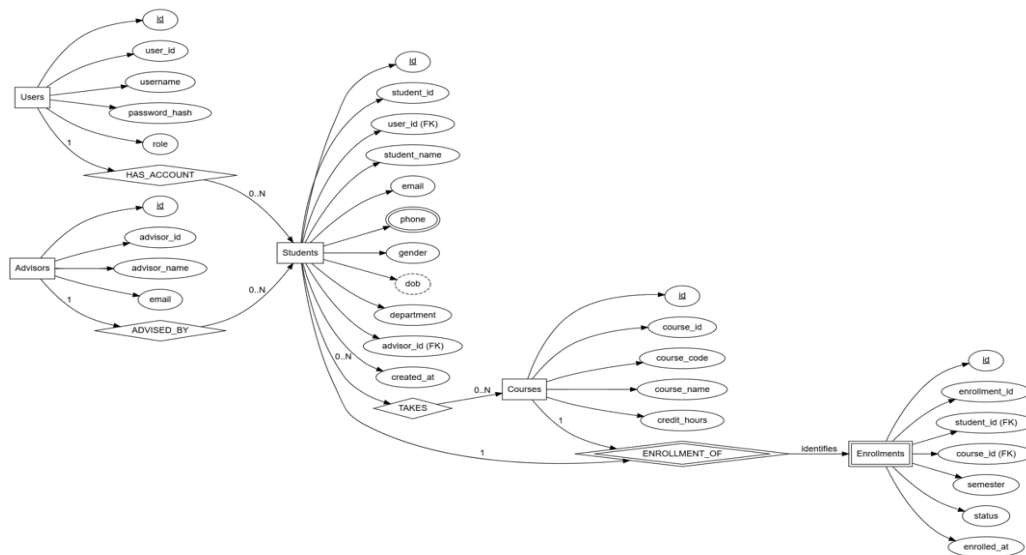 id
user_id
username
password_hash
role
Users
1
HAS_ACCOUNT
0..N
id
advisor_id
advisor_name
email
Advisors
1
ADVISED_BY
0..N
id
student_id
user_id (FK)
student_name
email
phone
gender
dob
department
advisor_id (FK)
created_at
Students
0..N
TAKES
0..N
1
id
course_id
course_code
course_name
credit_hours
Courses
1
ENROLLMENT_OF
identifies
id
enrollment_id
student_id (FK)
course_id (FK)
semester
status
enrolled_at
Enrollments